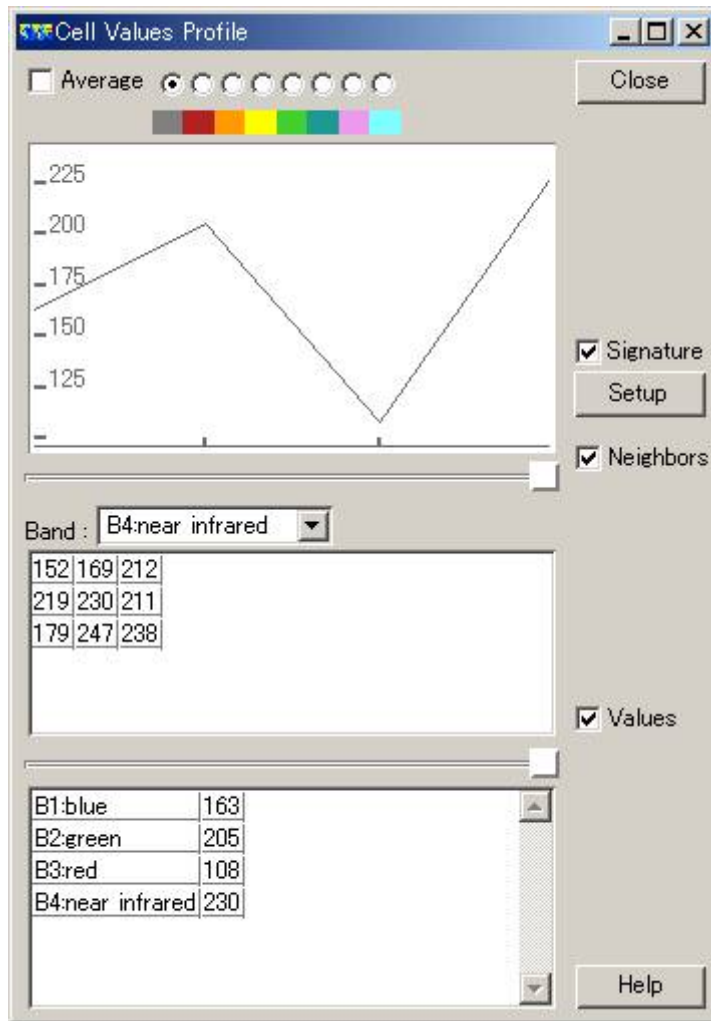 Cell Values Profile
Average
Close
225
200
175
150
125
Signature
Setup
Neighbors
Band : B4:near infrared
152 169 212
219 230 211
179 247 238
Values
B1:blue 163
B2:green 205
B3:red 108
B4:near infrared 230
Help